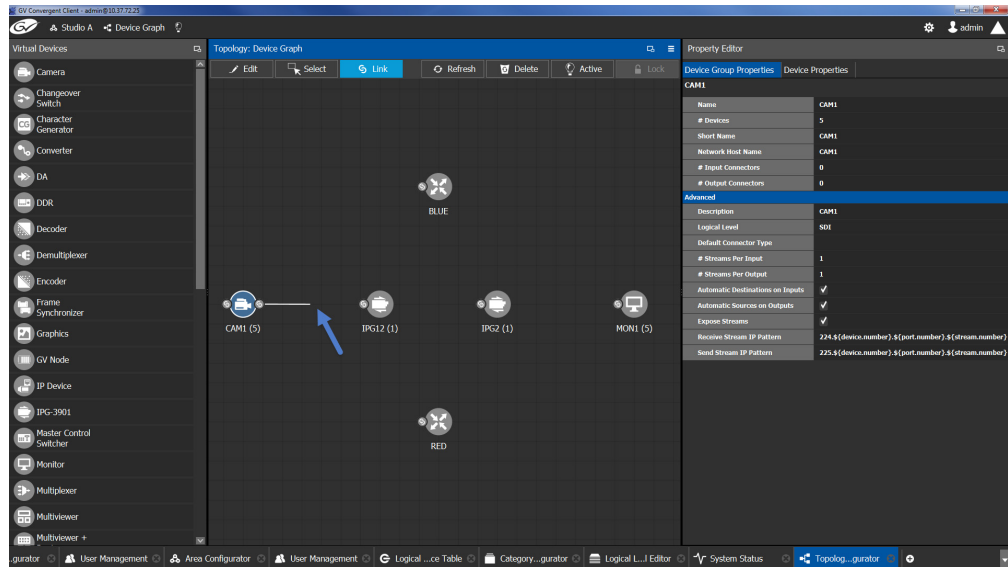 GV Convergent Client - admin@10.37.72.25
GV Studio A Device Graph admin
Virtual Devices
Camera
Changeover
Switch
Character
Generator
CG
Converter
DA
DDR
Decoder
Demultiplexer
Encoder
Frame
Synchronizer
Graphics
GV Node
IP Device
IPG-3901
Master Control
Switcher
Monitor
Multiplexer
Multiviewer
Multiviewer +
Topology: Device Graph
Edit Select Link Refresh Delete Active Lock
BLUE
CAM1 (5) IPG12 (1) IPG2 (1) MON1 (5)
RED
Property Editor
Device Group Properties Device Properties
CAM1
Name CAM1
# Devices 5
Short Name CAM1
Network Host Name CAM1
# Input Connectors 0
# Output Connectors 0
Advanced
Description CAM1
Logical Level SDI
Default Connector Type
# Streams Per Input 1
# Streams Per Output 1
Automatic Destinations on Inputs
Automatic Sources on Outputs
Expose Streams
Receive Stream IP Pattern 224.${device.number}.${port.number}.${stream.number}
Send Stream IP Pattern 225.${device.number}.${port.number}.${stream.number}
..gurator User Management Area Configurator User Management Logical ...ce Table Category...gurator Logical L...l Editor System Status Topolog...gurator